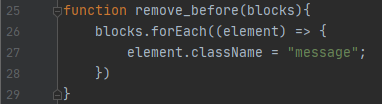 25 function remove_before(blocks){
26     blocks.forEach((element) => {
27         element.className = "message";
28     })
29 }